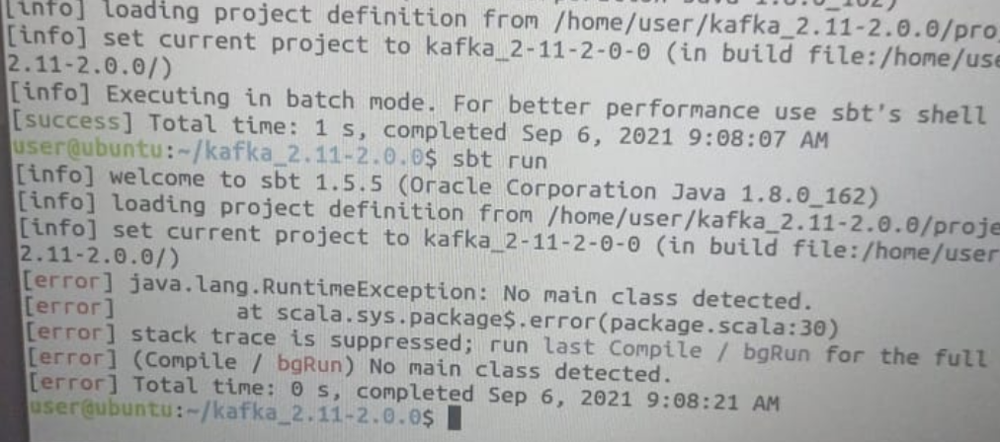 [info] loading project definition from /home/user/kafka_2.11-2.0.0/pro
[info] set current project to kafka_2-11-2-0-0 (in build file:/home/use
2.11-2.0.0/)
[info] Executing in batch mode. For better performance use sbt's shell
[success] Total time: 1 s, completed Sep 6, 2021 9:08:07 AM
user@ubuntu:~/kafka_2.11-2.0.0$ sbt run
[info] welcome to sbt 1.5.5 (Oracle Corporation Java 1.8.0_162)
[info] loading project definition from /home/user/kafka_2.11-2.0.0/proje
[info] set current project to kafka_2-11-2-0-0 (in build file:/home/user
2.11-2.0.0/)
[error] java.lang.RuntimeException: No main class detected.
[error]         at scala.sys.package$.error(package.scala:30)
[error] stack trace is suppressed; run last Compile / bgRun for the full
[error] (Compile / bgRun) No main class detected.
[error] Total time: 0 s, completed Sep 6, 2021 9:08:21 AM
user@ubuntu:~/kafka_2.11-2.0.0$